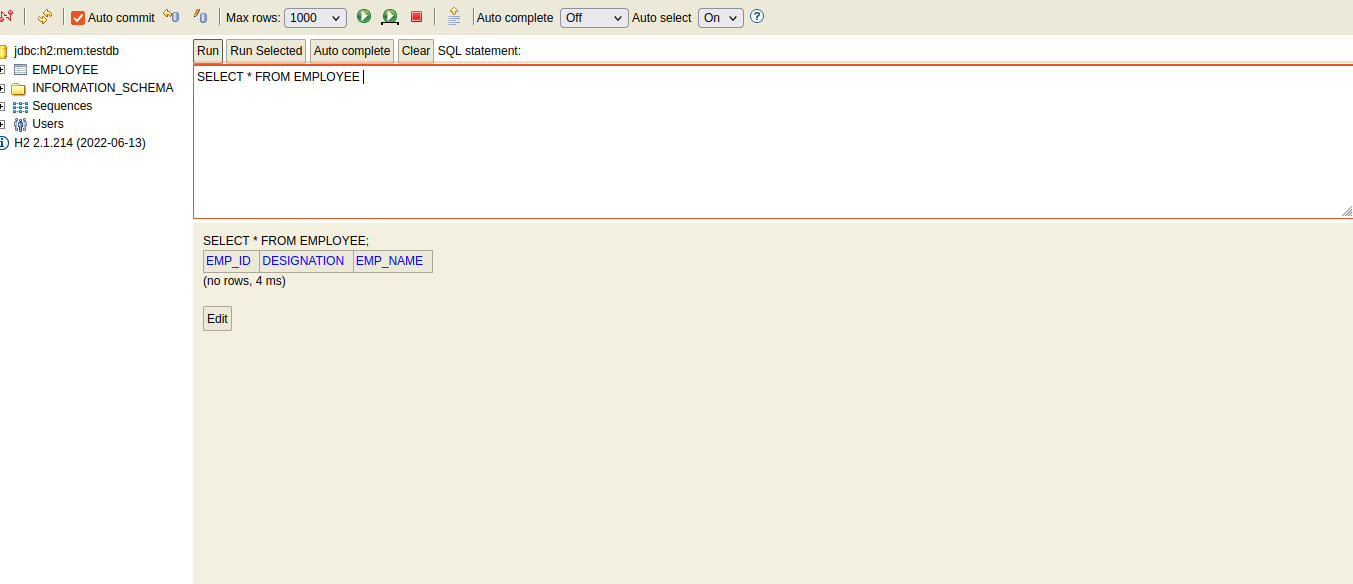 Auto commit Max rows: 1000 Auto complete Off Auto select On ?
jdbc:h2:mem:testdb
EMPLOYEE
INFORMATION_SCHEMA
Sequences
Users
H2 2.1.214 (2022-06-13)
Run Run Selected Auto complete Clear SQL statement:
SELECT * FROM EMPLOYEE
SELECT * FROM EMPLOYEE;
EMP_ID DESIGNATION EMP_NAME
(no rows, 4 ms)
Edit